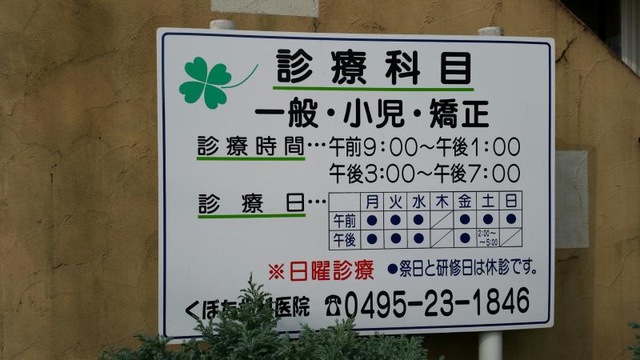 診療科目
一般・小児・矯正
診療時間…午前9:00～午後1:00
午後3:00～午後7:00
診療日…月火水木金土日
午前●●●／●●●
午後●●●／●2:00～～5:00／
※日曜診療 ●祭日と研修日は休診です。
くぼた 医院 ☎0495-23-1846